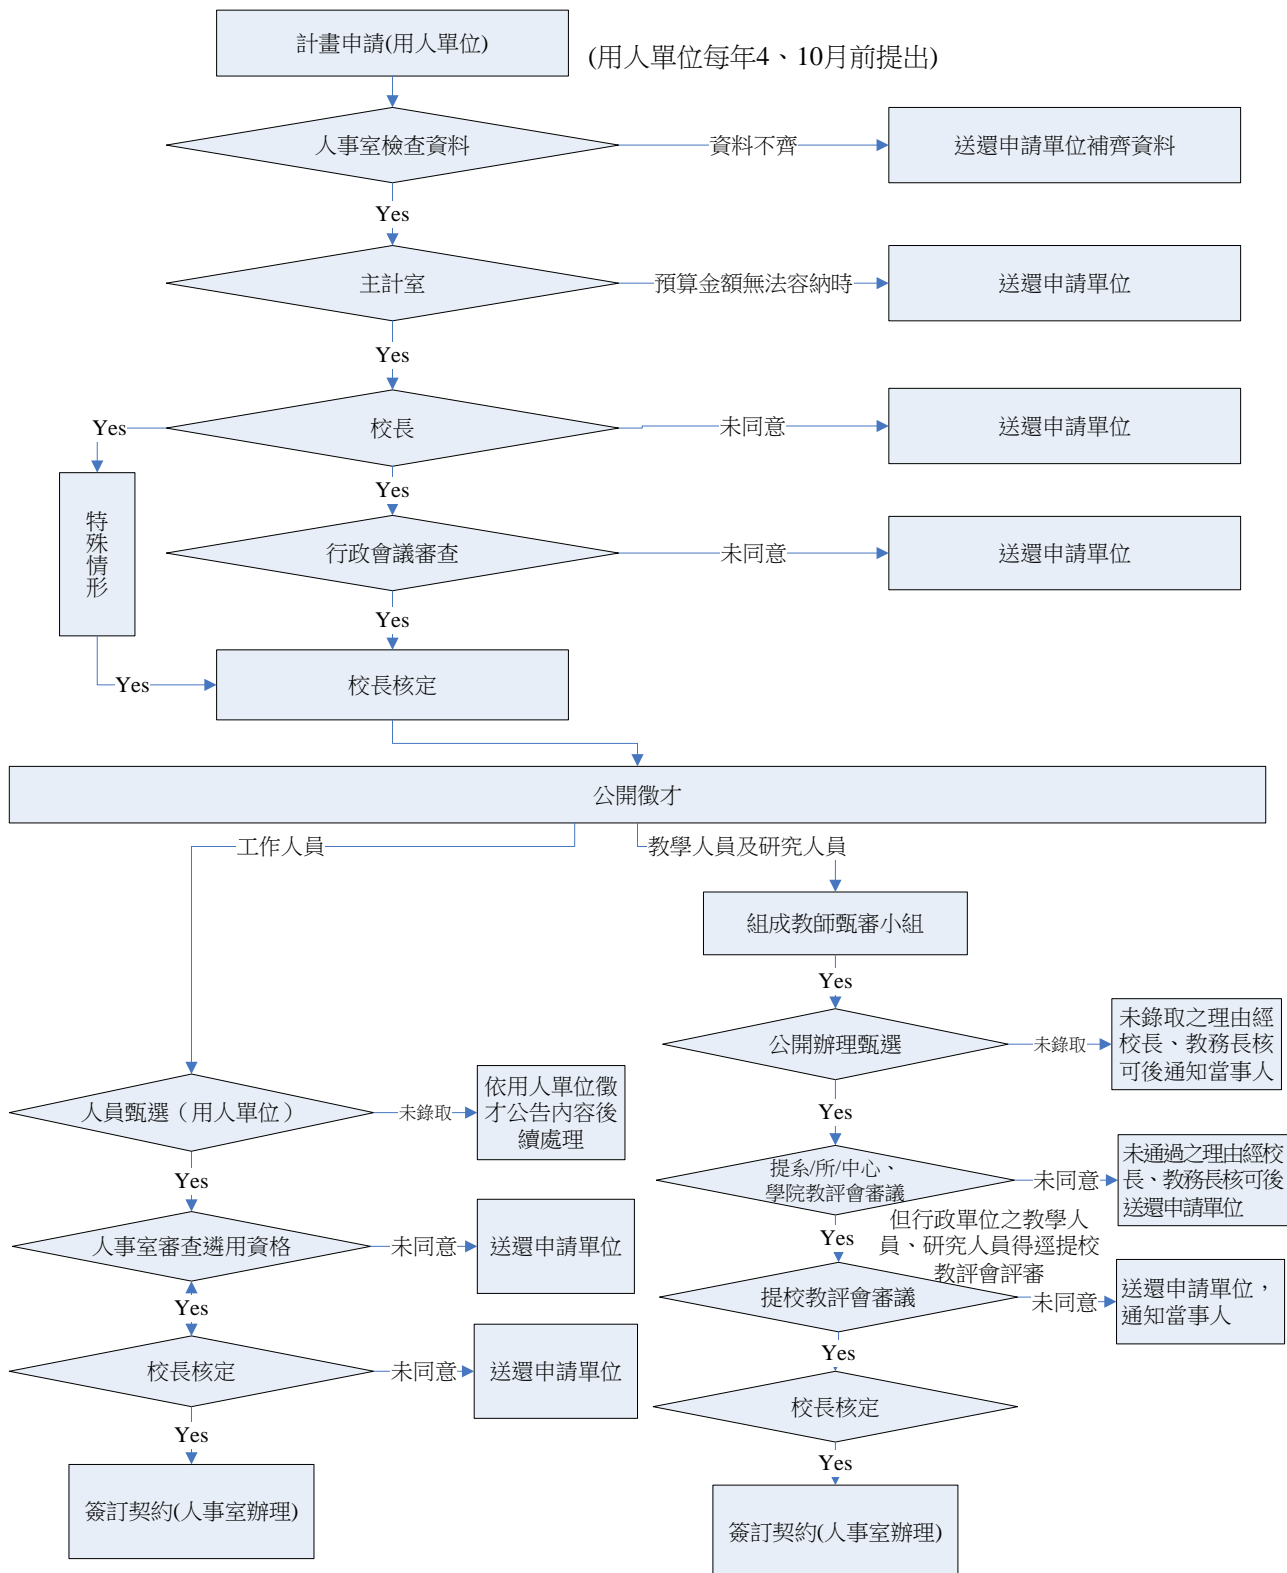 計畫申請(用人單位)
(用人單位每年4、10月前提出)
人事室檢查資料
資料不齊
送還申請單位補齊資料
Yes
主計室
預算金額無法容納時
送還申請單位
Yes
Yes
校長
未同意
送還申請單位
Yes
特
殊
情
形
行政會議審查
未同意
送還申請單位
Yes
Yes
校長核定
公開徵才
工作人員
教學人員及研究人員
組成教師甄審小組
Yes
公開辦理甄選
未錄取
未錄取之理由經
校長、教務長核
可後通知當事人
人員甄選（用人單位）
未錄取
依用人單位徵
才公告內容後
續處理
Yes
提系/所/中心、
學院教評會審議
未同意
未通過之理由經校
長、教務長核可後
送還申請單位
Yes
但行政單位之教學人
員、研究人員得逕提校
教評會評審
Yes
人事室審查遴用資格
未同意
送還申請單位
提校教評會審議
未同意
送還申請單位，
通知當事人
Yes
Yes
校長核定
未同意
送還申請單位
校長核定
Yes
Yes
簽訂契約(人事室辦理)
簽訂契約(人事室辦理)